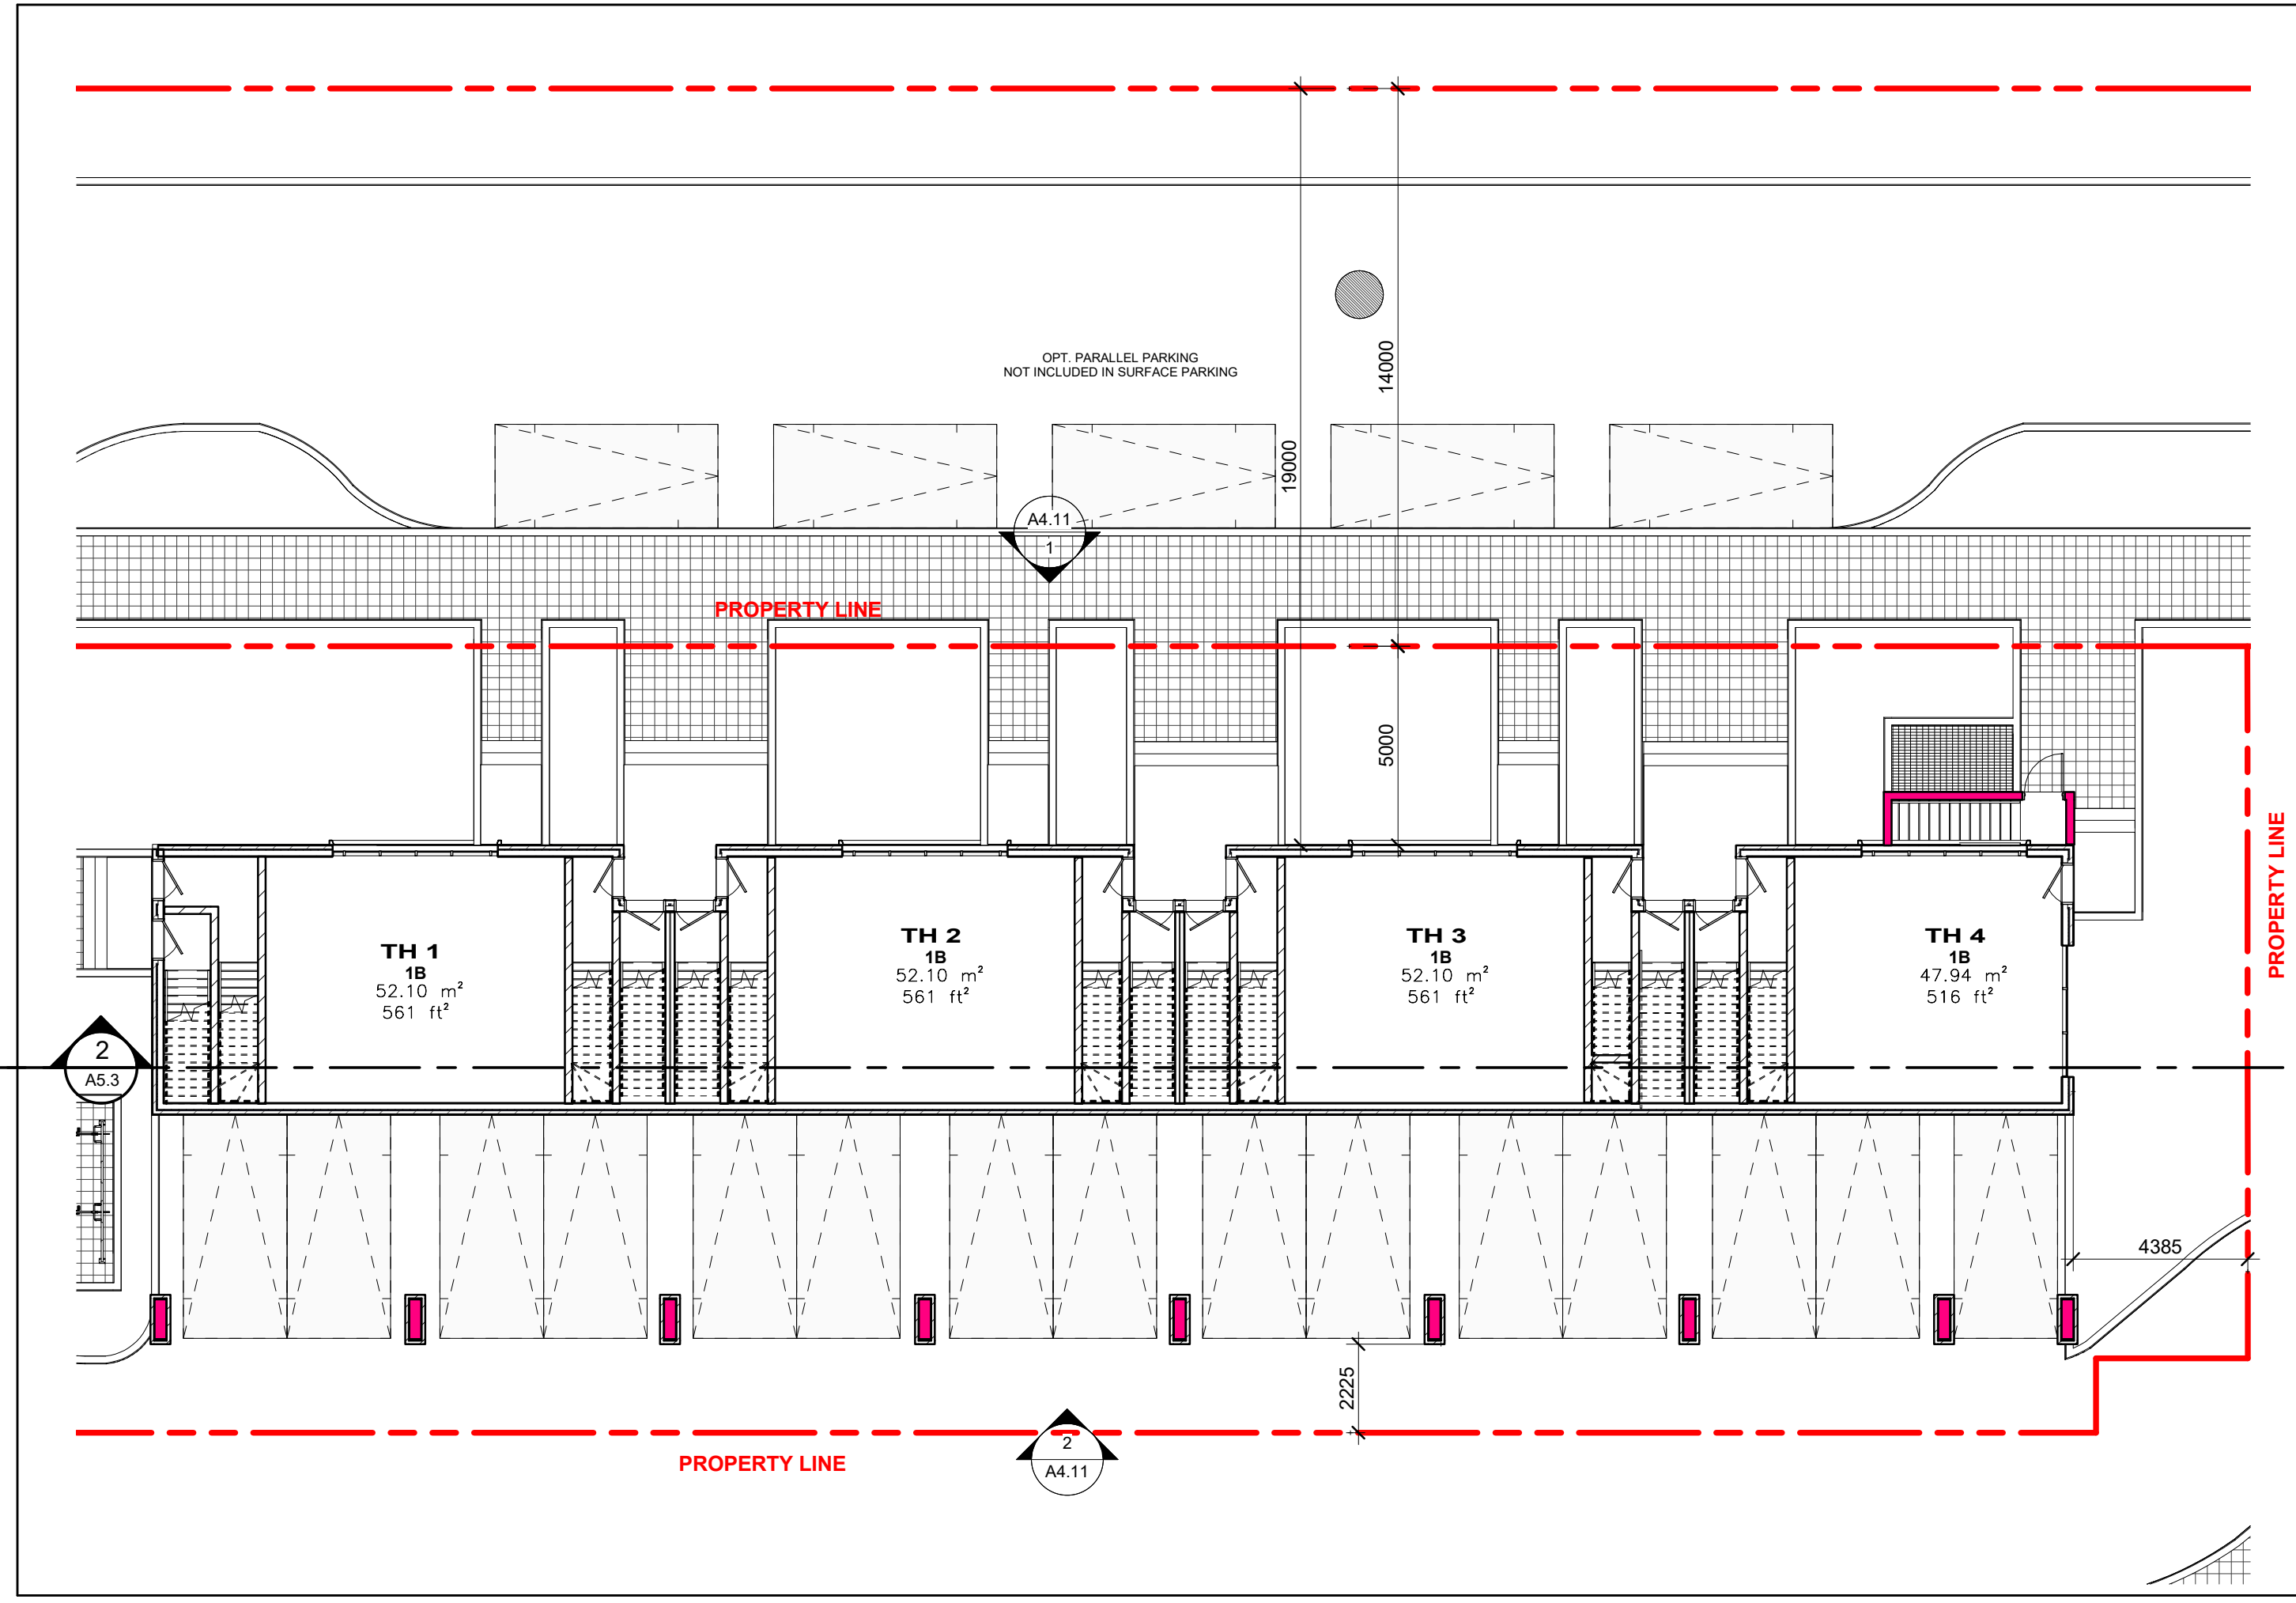 14000
OPT. PARALLEL PARKING
NOT INCLUDED IN SURFACE PARKING
19000
A4.11
1
PROPERTY LINE
5000
PROPERTY LINE
TH 1
1B
52.10 m²
561 ft²
TH 2
1B
52.10 m²
561 ft²
TH 3
1B
52.10 m²
561 ft²
TH 4
1B
47.94 m²
516 ft²
2
A5.3
4385
2225
PROPERTY LINE
2
A4.11